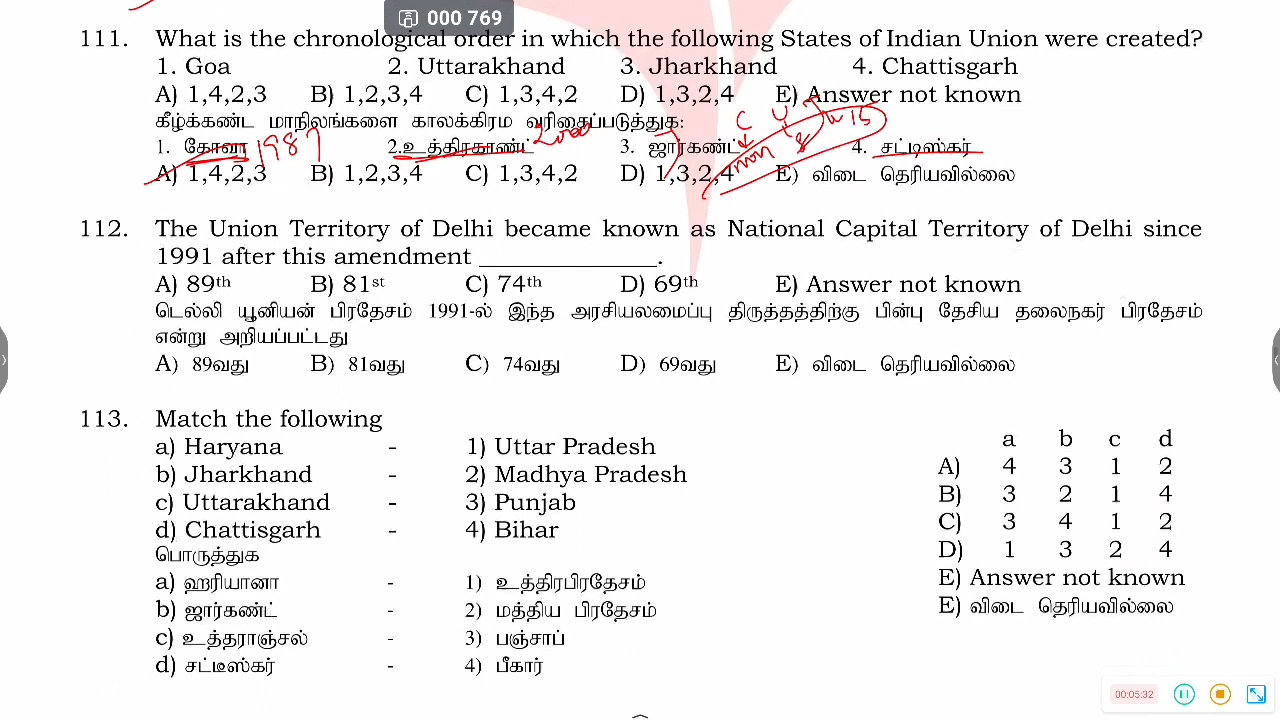 000 769
111. What is the chronological order in which the following States of Indian Union were created?
1. Goa 2. Uttarakhand 3. Jharkhand 4. Chattisgarh
A) 1,4,2,3 B) 1,2,3,4 C) 1,3,4,2 D) 1,3,2,4 E) Answer not known
கீழ்க்கண்ட மாநிலங்களை காலக்கிரம வரிசைப்படுத்துக:
C U J
1. கோவா 1987 2. உத்திரகாண்ட் 2000 3. ஜார்கண்ட் 4. சட்டிஸ்கர்
A) 1,4,2,3 B) 1,2,3,4 C) 1,3,4,2 D) 1,3,2,4 E) விடை தெரியவில்லை
112. The Union Territory of Delhi became known as National Capital Territory of Delhi since
1991 after this amendment ______________.
A) 89th B) 81st C) 74th D) 69th E) Answer not known
டெல்லி யூனியன் பிரதேசம் 1991-ல் இந்த அரசியலமைப்பு திருத்தத்திற்கு பின்பு தேசிய தலைநகர் பிரதேசம்
என்று அறியப்பட்டது
A) 89வது B) 81வது C) 74வது D) 69வது E) விடை தெரியவில்லை
113. Match the following
a) Haryana - 1) Uttar Pradesh
b) Jharkhand - 2) Madhya Pradesh
c) Uttarakhand - 3) Punjab
d) Chattisgarh - 4) Bihar
பொருத்துக
a) ஹரியானா - 1) உத்திரபிரதேசம்
b) ஜார்கண்ட் - 2) மத்திய பிரதேசம்
c) உத்தராஞ்சல் - 3) பஞ்சாப்
d) சட்டீஸ்கர் - 4) பீகார்
a b c d
A) 4 3 1 2
B) 3 2 1 4
C) 3 4 1 2
D) 1 3 2 4
E) Answer not known
E) விடை தெரியவில்லை
00:05:32